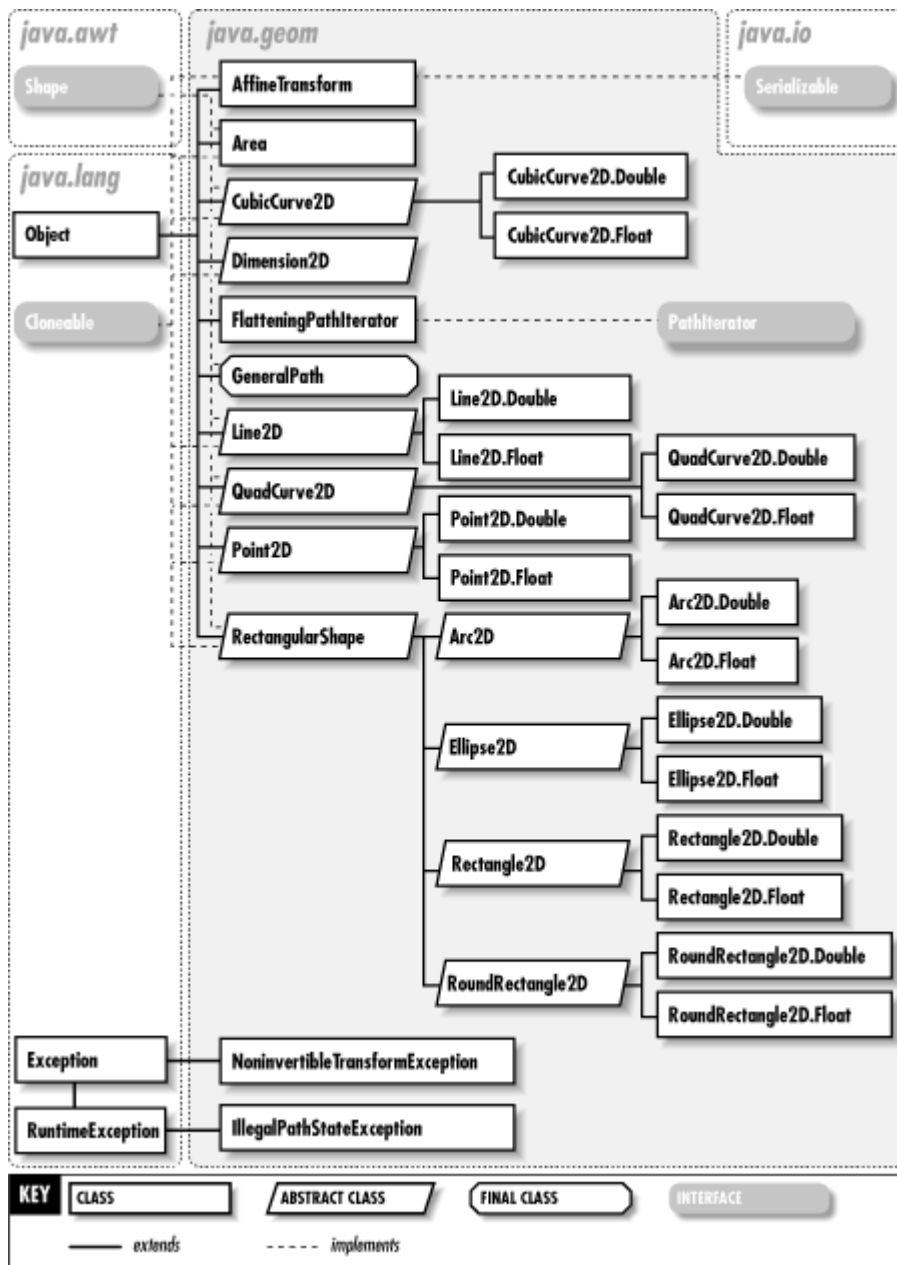 java.awt
java.geom
java.io
Shape
AffineTransform
Serializable
Area
java.lang
CubicCurve2D
CubicCurve2D.Double
Object
CubicCurve2D.Float
Dimension2D
Cloneable
FlatteningPathIterator
PathIterator
GeneralPath
Line2D
Line2D.Double
Line2D.Float
QuadCurve2D.Double
QuadCurve2D
QuadCurve2D.Float
Point2D.Double
Point2D
Point2D.Float
Arc2D.Double
RectangularShape
Arc2D
Arc2D.Float
Ellipse2D.Double
Ellipse2D
Ellipse2D.Float
Rectangle2D.Double
Rectangle2D
Rectangle2D.Float
RoundRectangle2D.Double
RoundRectangle2D
RoundRectangle2D.Float
Exception
NoninvertibleTransformException
RuntimeException
IllegalPathStateException
KEY
CLASS
ABSTRACT CLASS
FINAL CLASS
INTERFACE
extends
implements